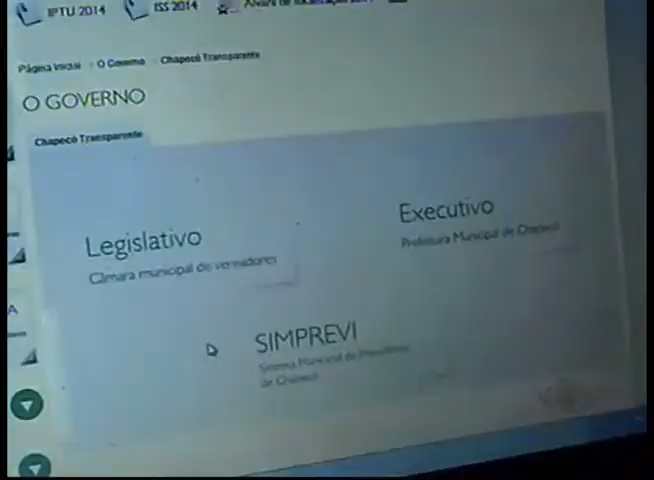 IPTU 2014 ISS 2014
Página Inicial O Governo Chapecó Transparente
O GOVERNO
Chapecó Transparente
Executivo
Prefeitura Municipal de Chapecó
Legislativo
Câmara municipal de vereadores
SIMPREVI
Sistema Municipal de Previdência
de Chapecó
A